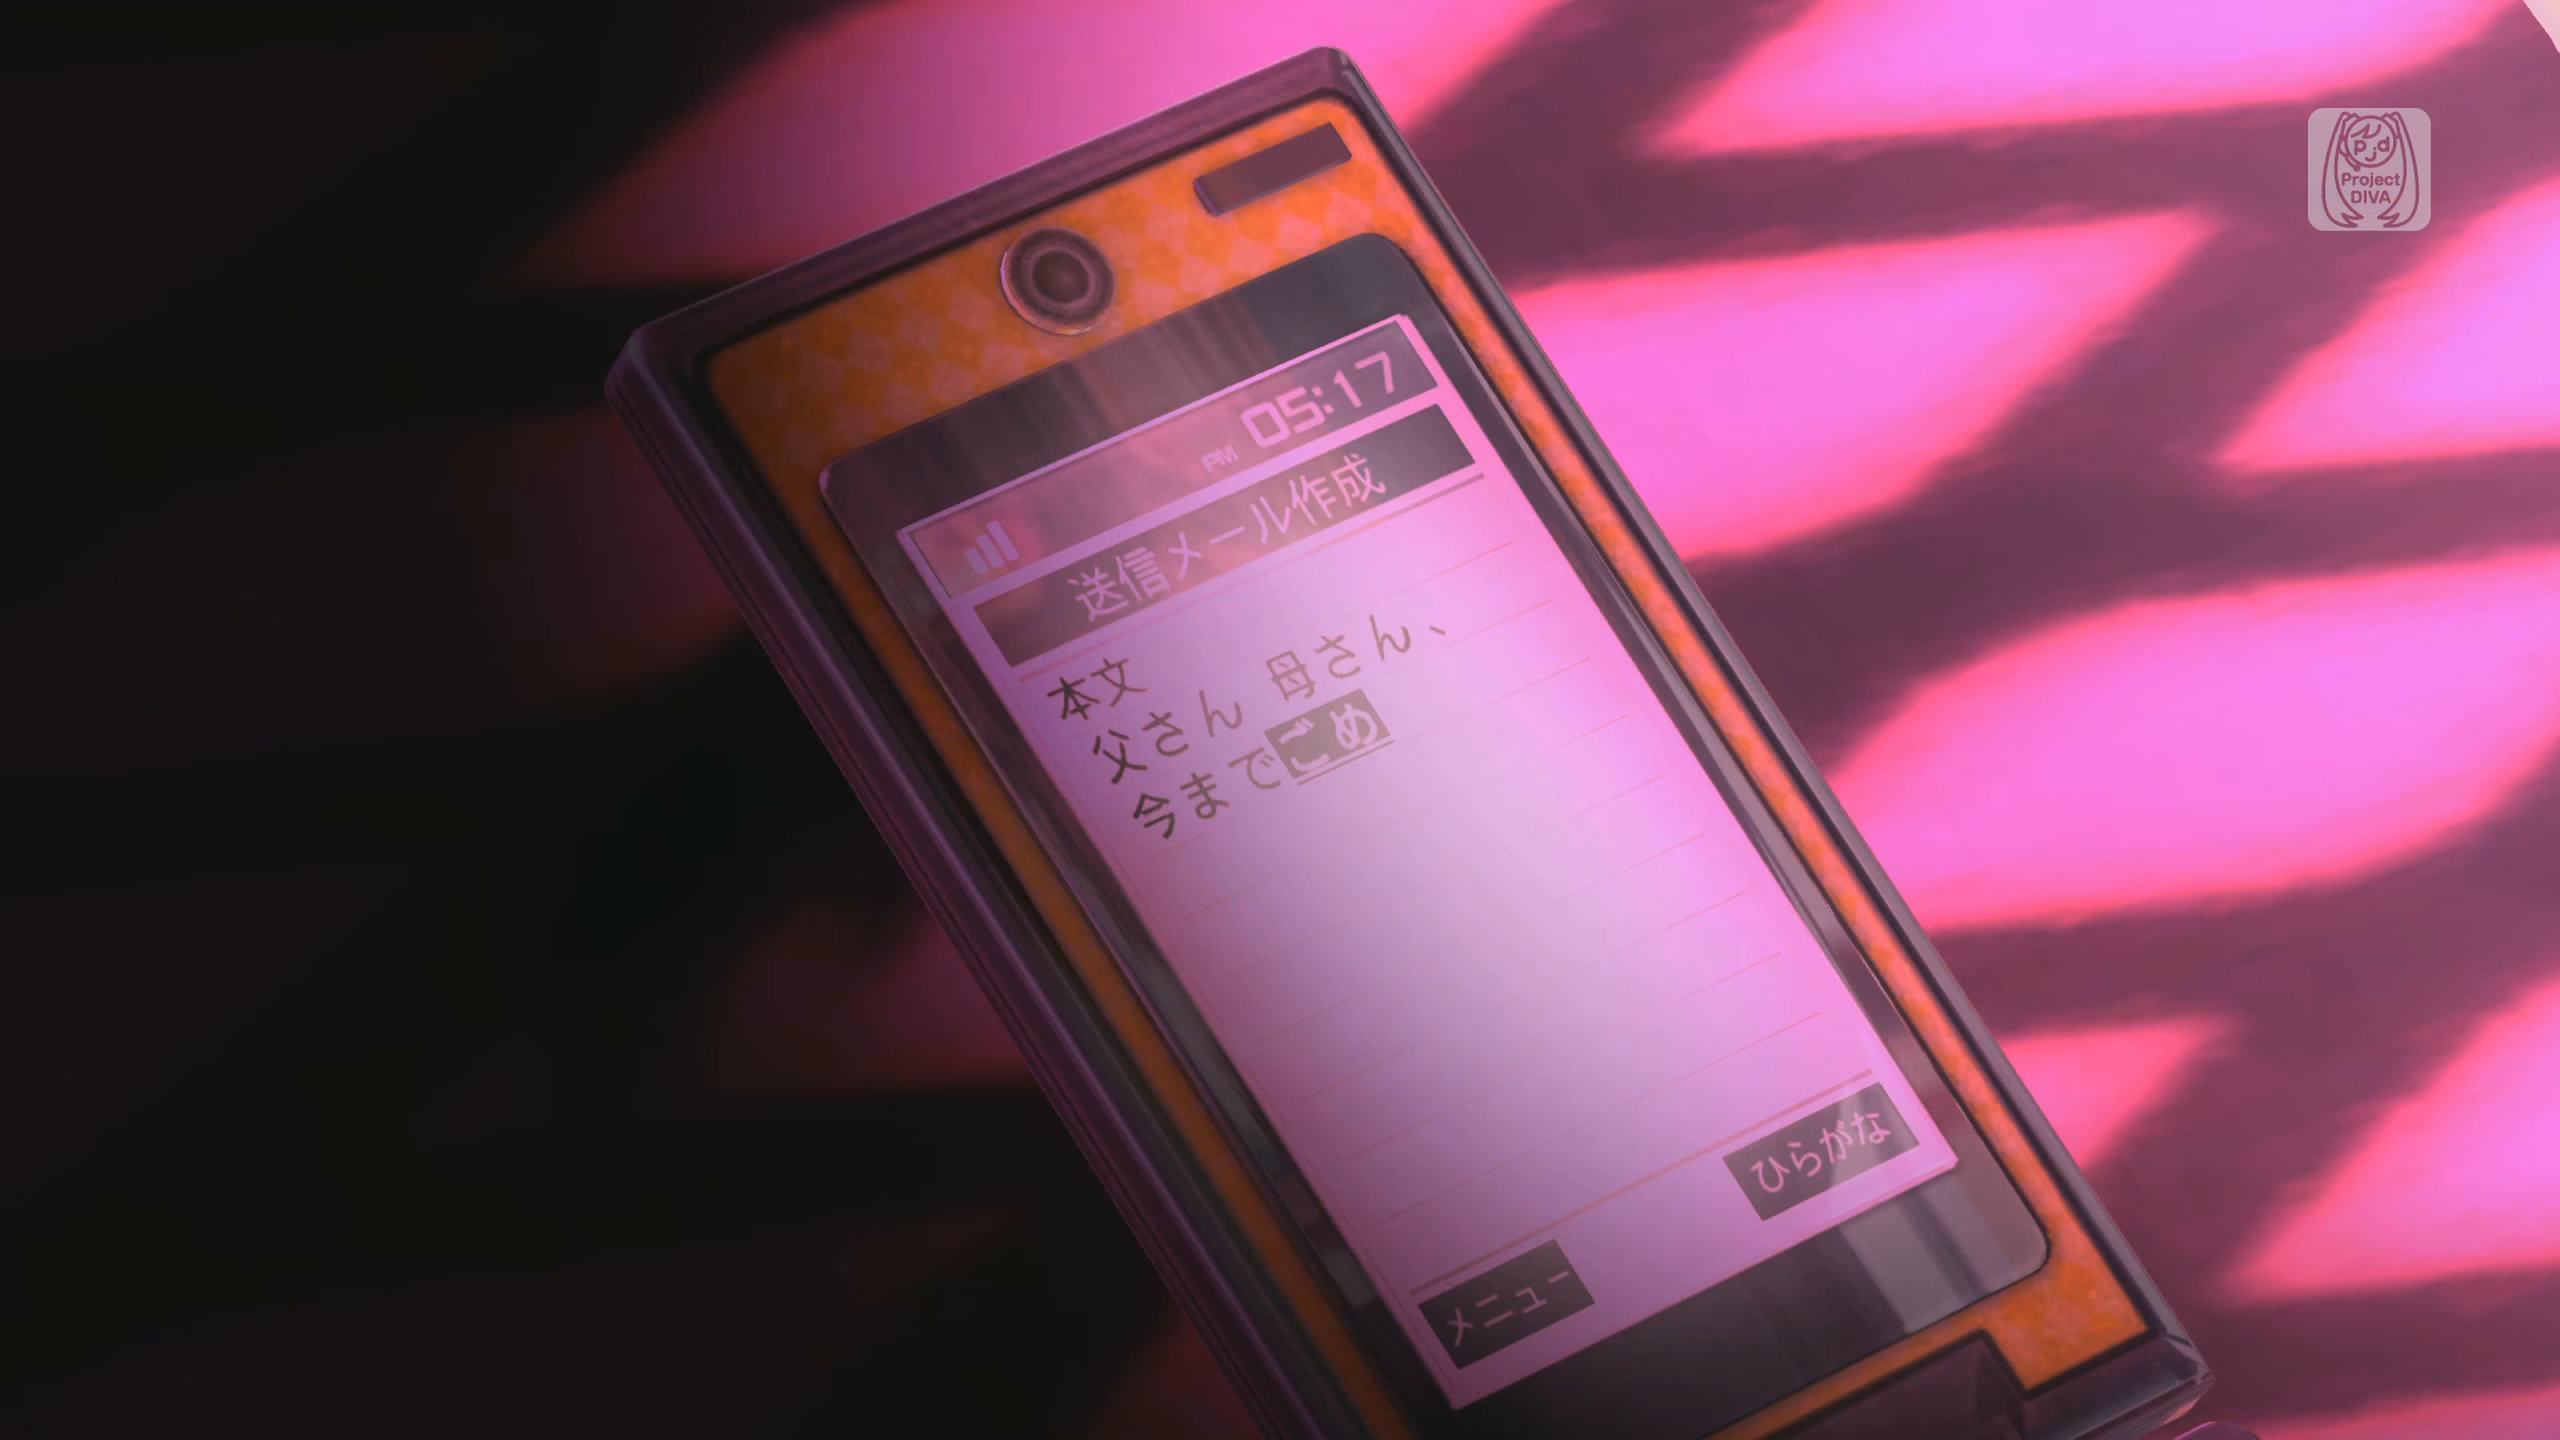 PM 05:17
送信メール作成
本文
父さん 母さん、
今までごめ
ひらがな
メニュー
pjd
Project
DIVA